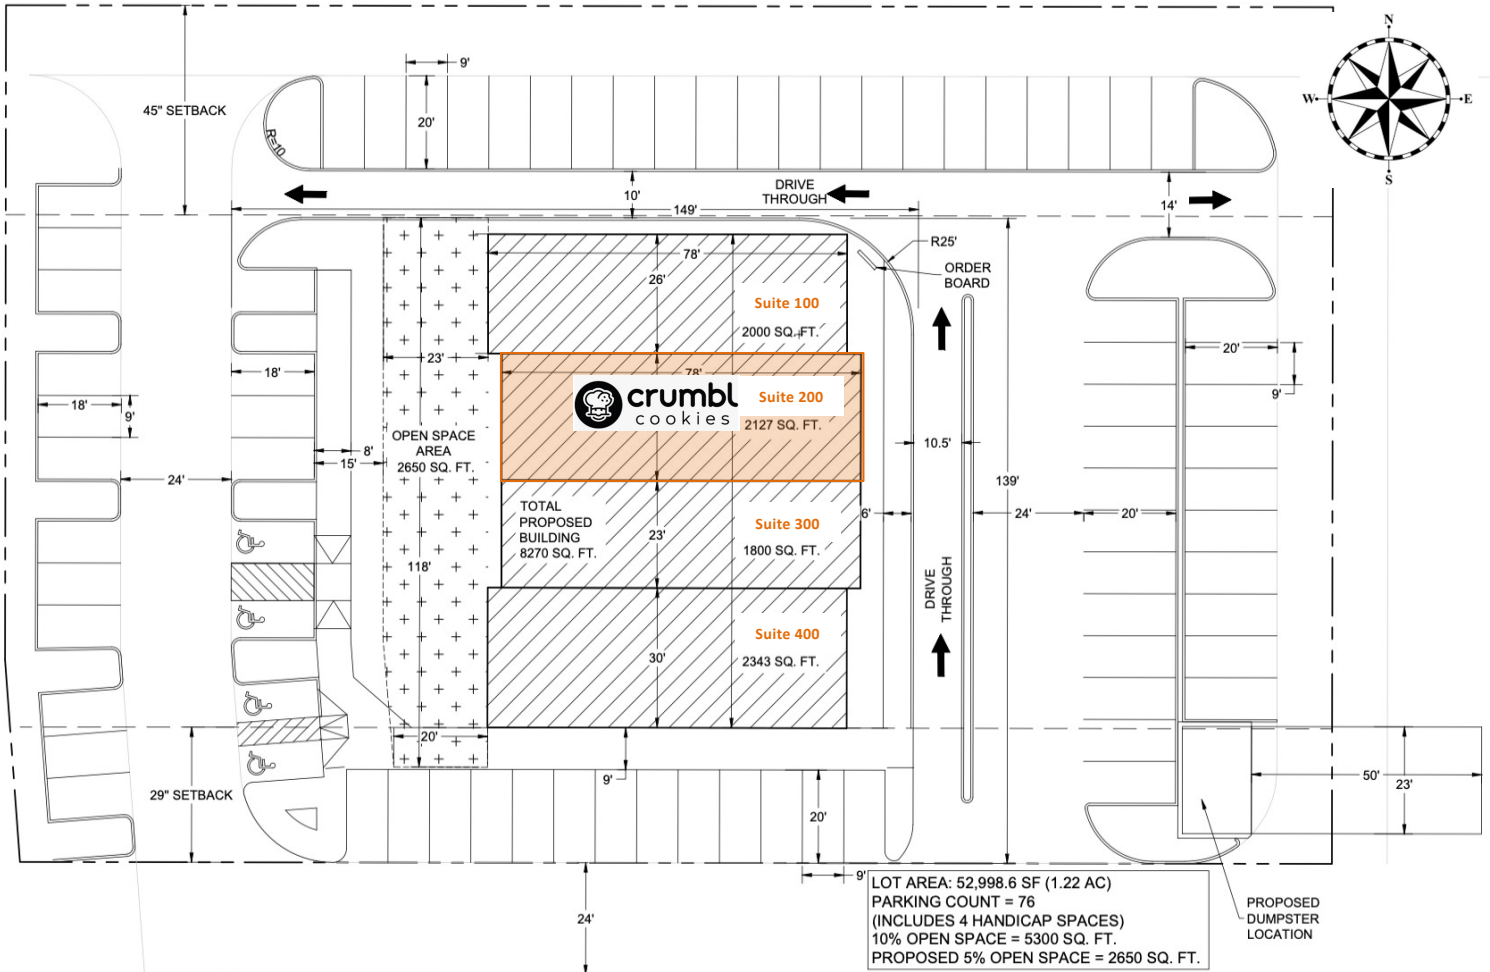 N
W
E
S
9'
45" SETBACK
20'
R=10
DRIVE
THROUGH
10'
149'
14'
R25'
78'
ORDER
BOARD
26'
Suite 100
2000 SQ. FT.
23'
20'
18'
78'
9'
crumbl
cookies
Suite 200
2127 SQ. FT.
18'
9'
OPEN SPACE
AREA
2650 SQ. FT.
8'
15'
10.5'
24'
139'
TOTAL
PROPOSED
BUILDING
8270 SQ. FT.
6'
24'
20'
Suite 300
1800 SQ. FT.
23'
118'
DRIVE
THROUGH
Suite 400
2343 SQ. FT.
30'
20'
9'
50'
23'
29" SETBACK
20'
9'
LOT AREA: 52,998.6 SF (1.22 AC)
PARKING COUNT = 76
(INCLUDES 4 HANDICAP SPACES)
10% OPEN SPACE = 5300 SQ. FT.
PROPOSED 5% OPEN SPACE = 2650 SQ. FT.
PROPOSED
DUMPSTER
LOCATION
24'